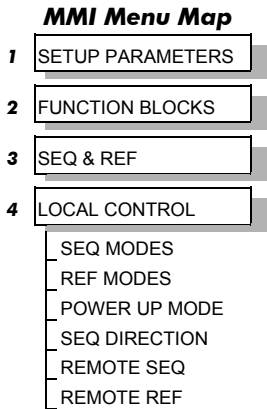 MMI Menu Map
1 SETUP PARAMETERS
2 FUNCTION BLOCKS
3 SEQ & REF
4 LOCAL CONTROL
SEQ MODES
REF MODES
POWER UP MODE
SEQ DIRECTION
REMOTE SEQ
REMOTE REF